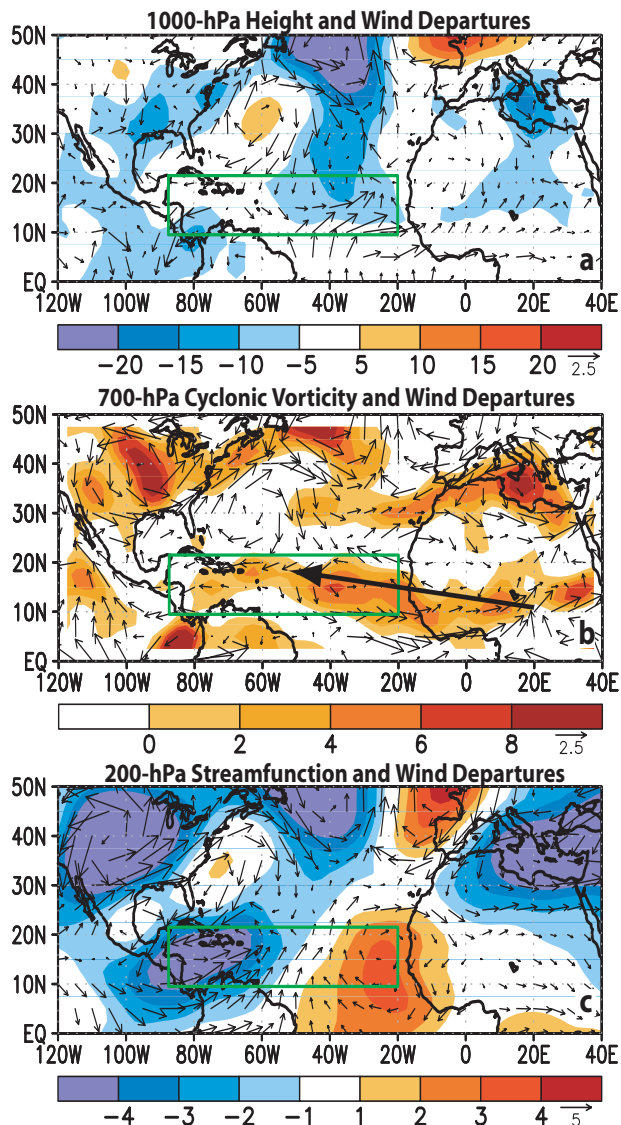 1000-hPa Height and Wind Departures
50N
40N
30N
20N
10N
EQ
a
120W 100W 80W 60W 40W 20W 0 20E 40E
−20 −15 −10 −5 5 10 15 20 2.5
700-hPa Cyclonic Vorticity and Wind Departures
50N
40N
30N
20N
10N
EQ
b
120W 100W 80W 60W 40W 20W 0 20E 40E
0 2 4 6 8 2.5
200-hPa Streamfunction and Wind Departures
50N
40N
30N
20N
10N
EQ
c
120W 100W 80W 60W 40W 20W 0 20E 40E
−4 −3 −2 −1 1 2 3 4 5